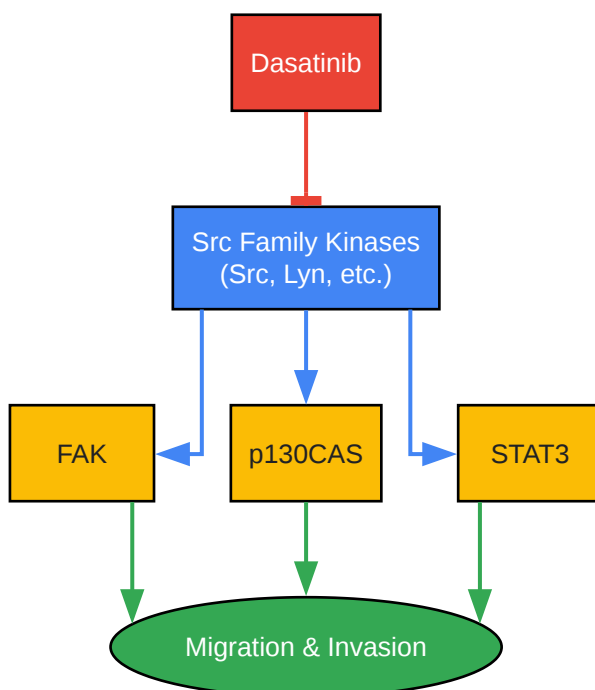 Dasatinib
Src Family Kinases
(Src, Lyn, etc.)
FAK
p130CAS
STAT3
Migration & Invasion